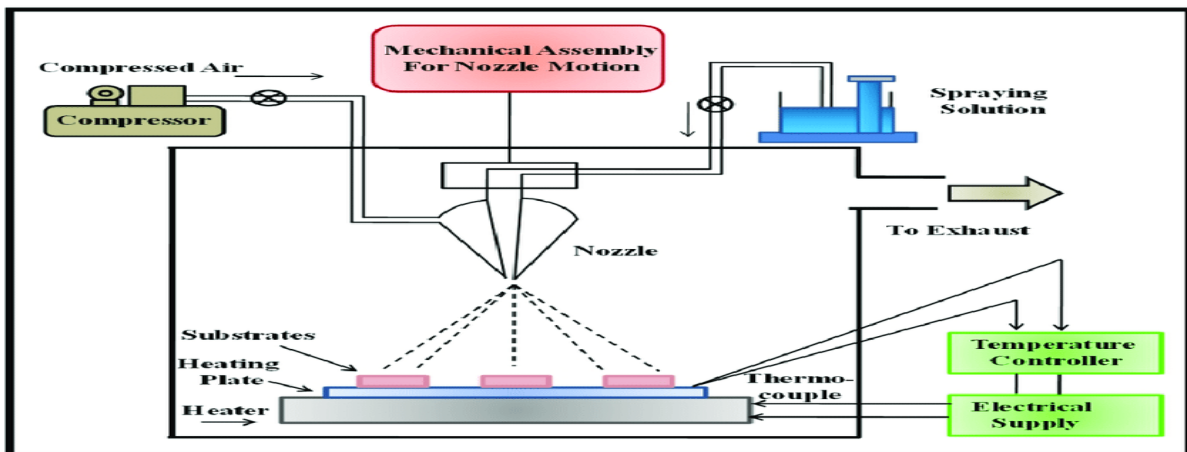 Mechanical Assembly
For Nozzle Motion
Compressed Air
Compressor
Spraying
Solution
To Exhaust
Nozzle
Substrates
Heating
Plate
Heater
Thermo-
couple
Temperature
Controller
Electrical
Supply